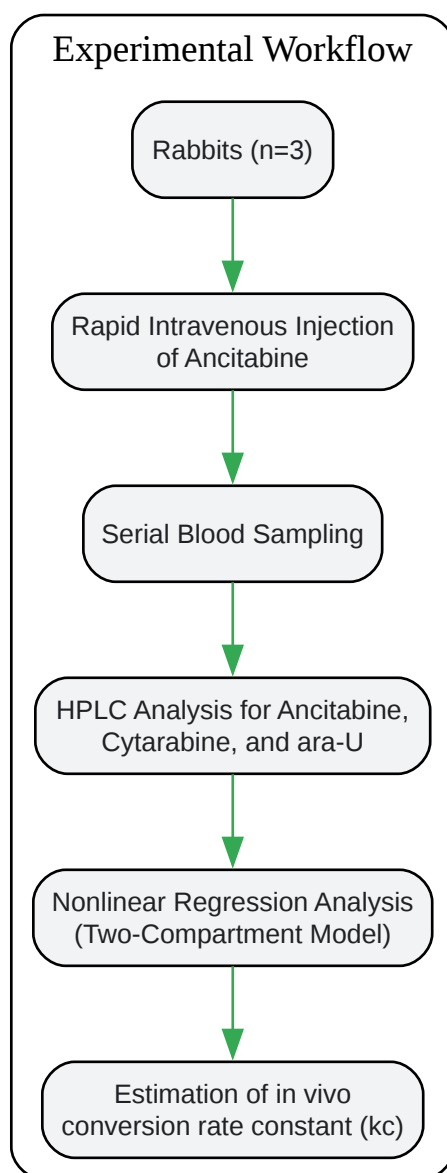 Experimental Workflow
Rabbits (n=3)
Rapid Intravenous Injection
of Ancitabine
Serial Blood Sampling
HPLC Analysis for Ancitabine,
Cytarabine, and ara-U
Nonlinear Regression Analysis
(Two-Compartment Model)
Estimation of in vivo
conversion rate constant (kc)